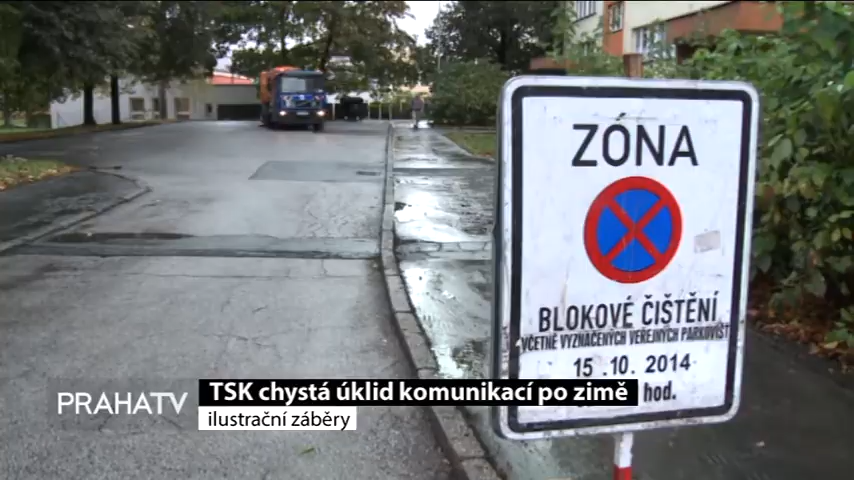 ZÓNA
BLOKOVÉ ČIŠTĚNÍ
VČETNĚ VYZNAČENÝCH VEŘEJNÝCH PARKOVIŠŤ
15 .10. 2014
hod.
PRAHATV
TSK chystá úklid komunikací po zimě
ilustrační záběry